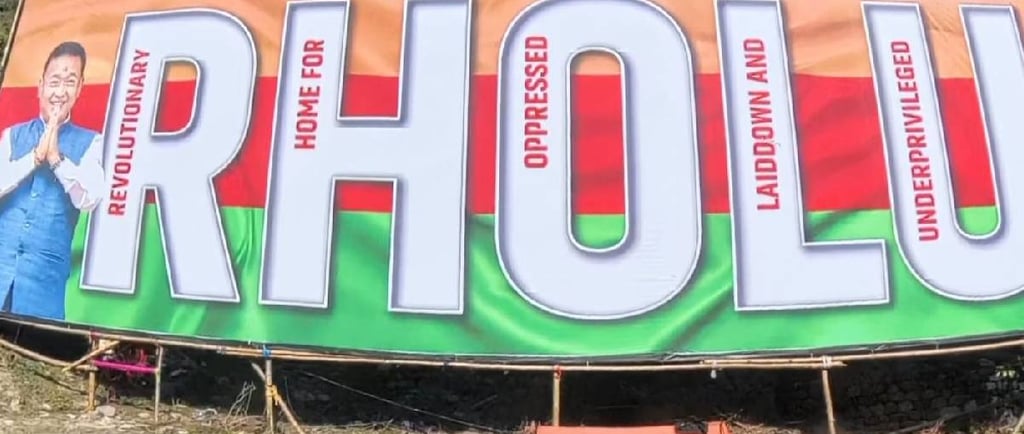 RHOLU
REVOLUTIONARY
HOME FOR
OPPRESSED
LAIDDOWN AND
UNDERPRIVILEGED